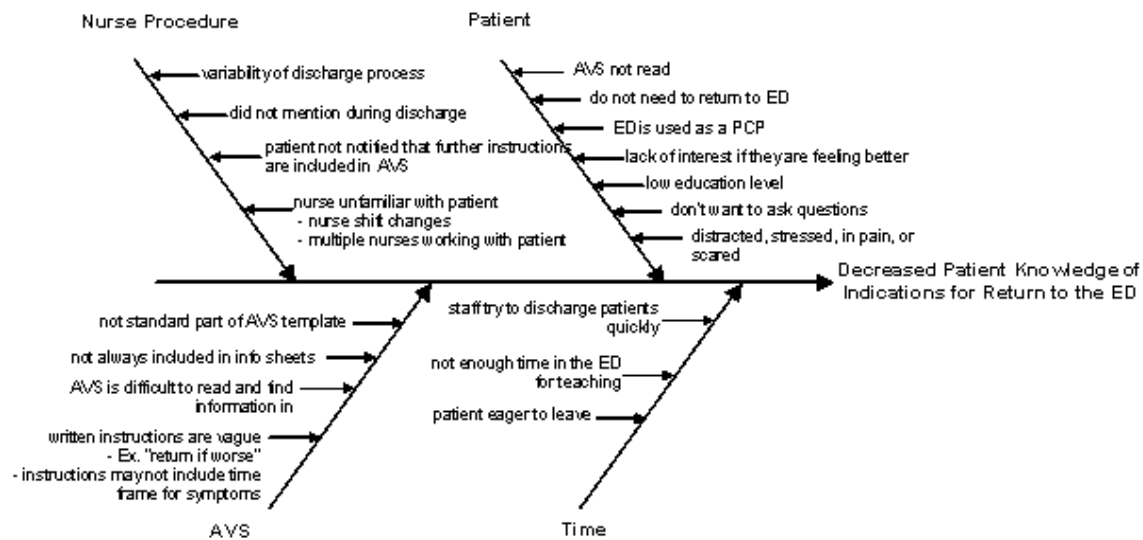 Nurse Procedure
variability of discharge process
did not mention during discharge
patient not notified that further instructions
are included in AVS
nurse unfamiliar with patient
- nurse shift changes
- multiple nurses working with patient
Patient
AVS not read
do not need to return to ED
ED is used as a PCP
lack of interest if they are feeling better
low education level
don't want to ask questions
distracted, stressed, in pain, or
scared
Decreased Patient Knowledge of
Indications for Return to the ED
not standard part of AVS template
not always included in info sheets
AVS is difficult to read and find
information in
written instructions are vague
- Ex. "return if worse"
- instructions may not include time
frame for symptoms
AVS
staff try to discharge patients
quickly
not enough time in the ED
for teaching
patient eager to leave
Time